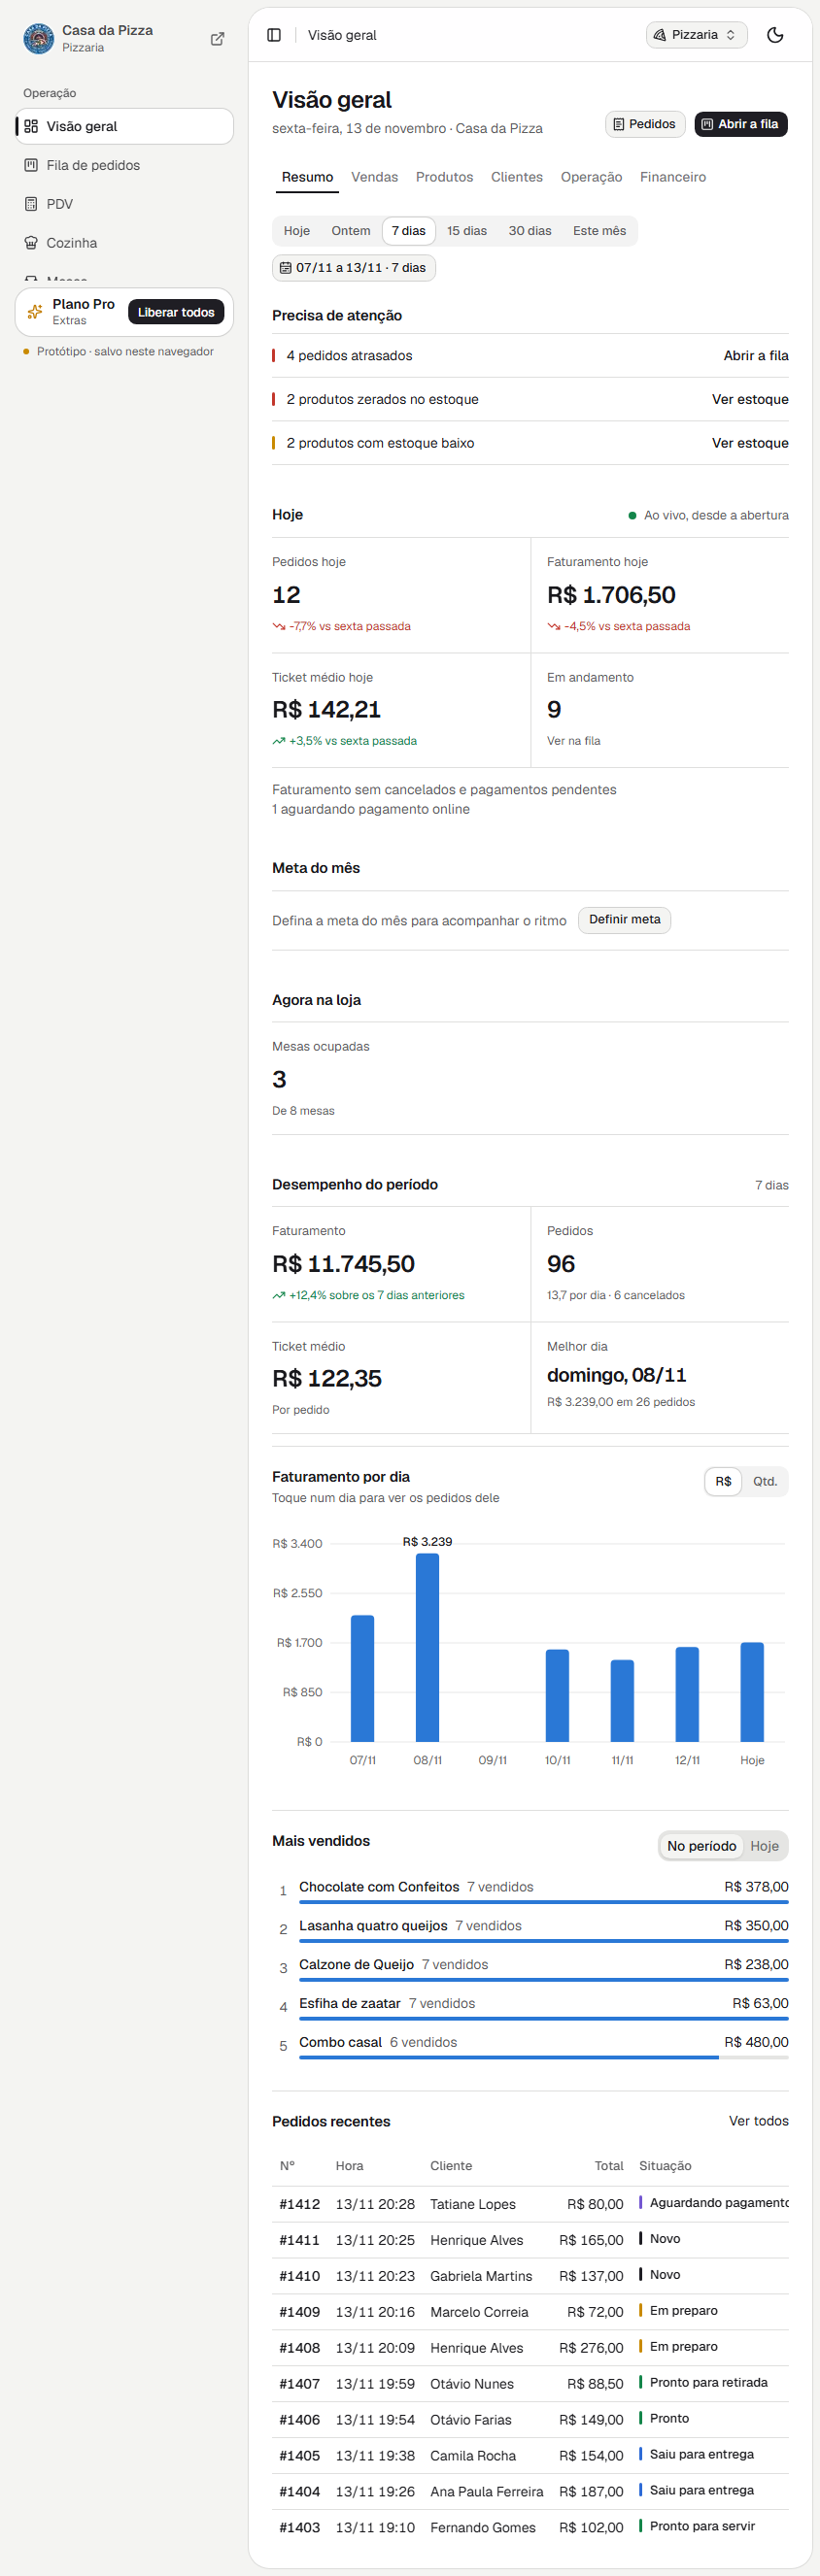 Casa da Pizza
Pizzaria
Operação
Visão geral
Fila de pedidos
PDV
Cozinha
Plano Pro
Extras
Liberar todos
Protótipo · salvo neste navegador
Visão geral
Pizzaria
Visão geral
sexta-feira, 13 de novembro · Casa da Pizza
Pedidos
Abrir a fila
Resumo Vendas Produtos Clientes Operação Financeiro
Hoje Ontem 7 dias 15 dias 30 dias Este mês
07/11 a 13/11 · 7 dias
Precisa de atenção
4 pedidos atrasados Abrir a fila
2 produtos zerados no estoque Ver estoque
2 produtos com estoque baixo Ver estoque
Hoje Ao vivo, desde a abertura
Pedidos hoje
12
-7,7% vs sexta passada
Faturamento hoje
R$ 1.706,50
-4,5% vs sexta passada
Ticket médio hoje
R$ 142,21
+3,5% vs sexta passada
Em andamento
9
Ver na fila
Faturamento sem cancelados e pagamentos pendentes
1 aguardando pagamento online
Meta do mês
Defina a meta do mês para acompanhar o ritmo Definir meta
Agora na loja
Mesas ocupadas
3
De 8 mesas
Desempenho do período 7 dias
Faturamento
R$ 11.745,50
+12,4% sobre os 7 dias anteriores
Pedidos
96
13,7 por dia · 6 cancelados
Ticket médio
R$ 122,35
Por pedido
Melhor dia
domingo, 08/11
R$ 3.239,00 em 26 pedidos
Faturamento por dia
Toque num dia para ver os pedidos dele
R$ Qtd.
R$ 3.239
R$ 3.400
R$ 2.550
R$ 1.700
R$ 850
R$ 0
07/11 08/11 09/11 10/11 11/11 12/11 Hoje
Mais vendidos No período Hoje
1 Chocolate com Confeitos 7 vendidos R$ 378,00
2 Lasanha quatro queijos 7 vendidos R$ 350,00
3 Calzone de Queijo 7 vendidos R$ 238,00
4 Esfiha de zaatar 7 vendidos R$ 63,00
5 Combo casal 6 vendidos R$ 480,00
Pedidos recentes Ver todos
Nº Hora Cliente Total Situação
#1412 13/11 20:28 Tatiane Lopes R$ 80,00 Aguardando pagamento
#1411 13/11 20:25 Henrique Alves R$ 165,00 Novo
#1410 13/11 20:23 Gabriela Martins R$ 137,00 Novo
#1409 13/11 20:16 Marcelo Correia R$ 72,00 Em preparo
#1408 13/11 20:09 Henrique Alves R$ 276,00 Em preparo
#1407 13/11 19:59 Otávio Nunes R$ 88,50 Pronto para retirada
#1406 13/11 19:54 Otávio Farias R$ 149,00 Pronto
#1405 13/11 19:38 Camila Rocha R$ 154,00 Saiu para entrega
#1404 13/11 19:26 Ana Paula Ferreira R$ 187,00 Saiu para entrega
#1403 13/11 19:10 Fernando Gomes R$ 102,00 Pronto para servir